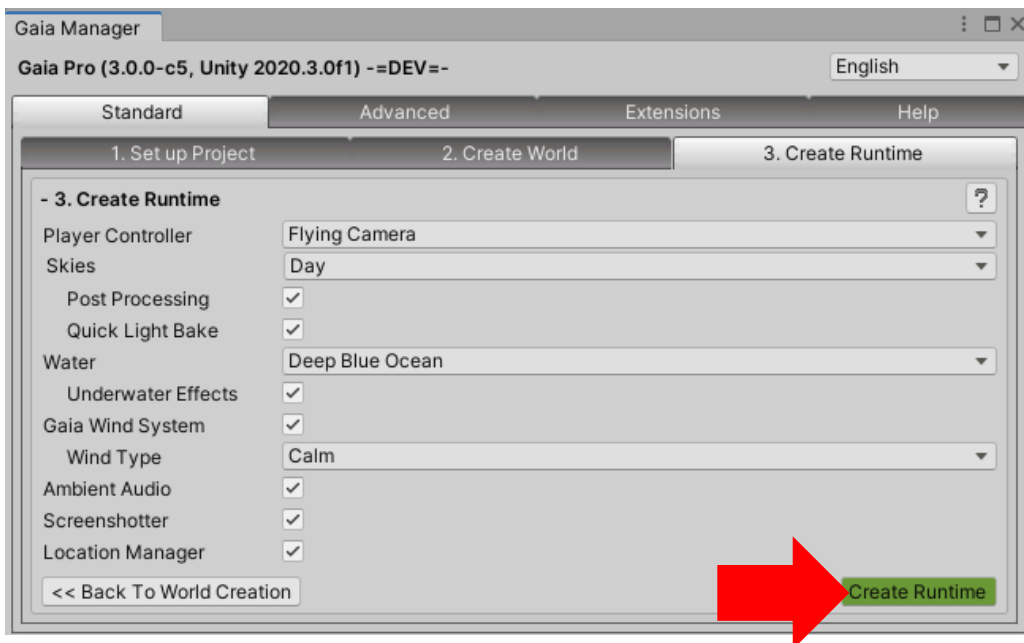 Gaia Manager
Gaia Pro (3.0.0-c5, Unity 2020.3.0f1) -=DEV=- English
Standard Advanced Extensions Help
1. Set up Project 2. Create World 3. Create Runtime
- 3. Create Runtime ?
Player Controller Flying Camera
Skies Day
Post Processing
Quick Light Bake
Water Deep Blue Ocean
Underwater Effects
Gaia Wind System
Wind Type Calm
Ambient Audio
Screenshotter
Location Manager
<< Back To World Creation Create Runtime